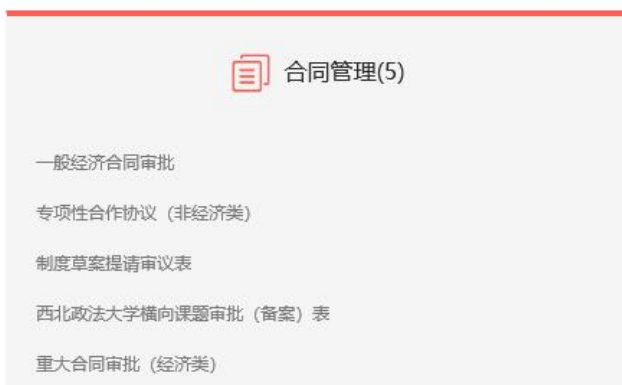 合同管理(5)
一般经济合同审批
专项性合作协议（非经济类）
制度草案提请审议表
西北政法大学横向课题审批（备案）表
重大合同审批（经济类）